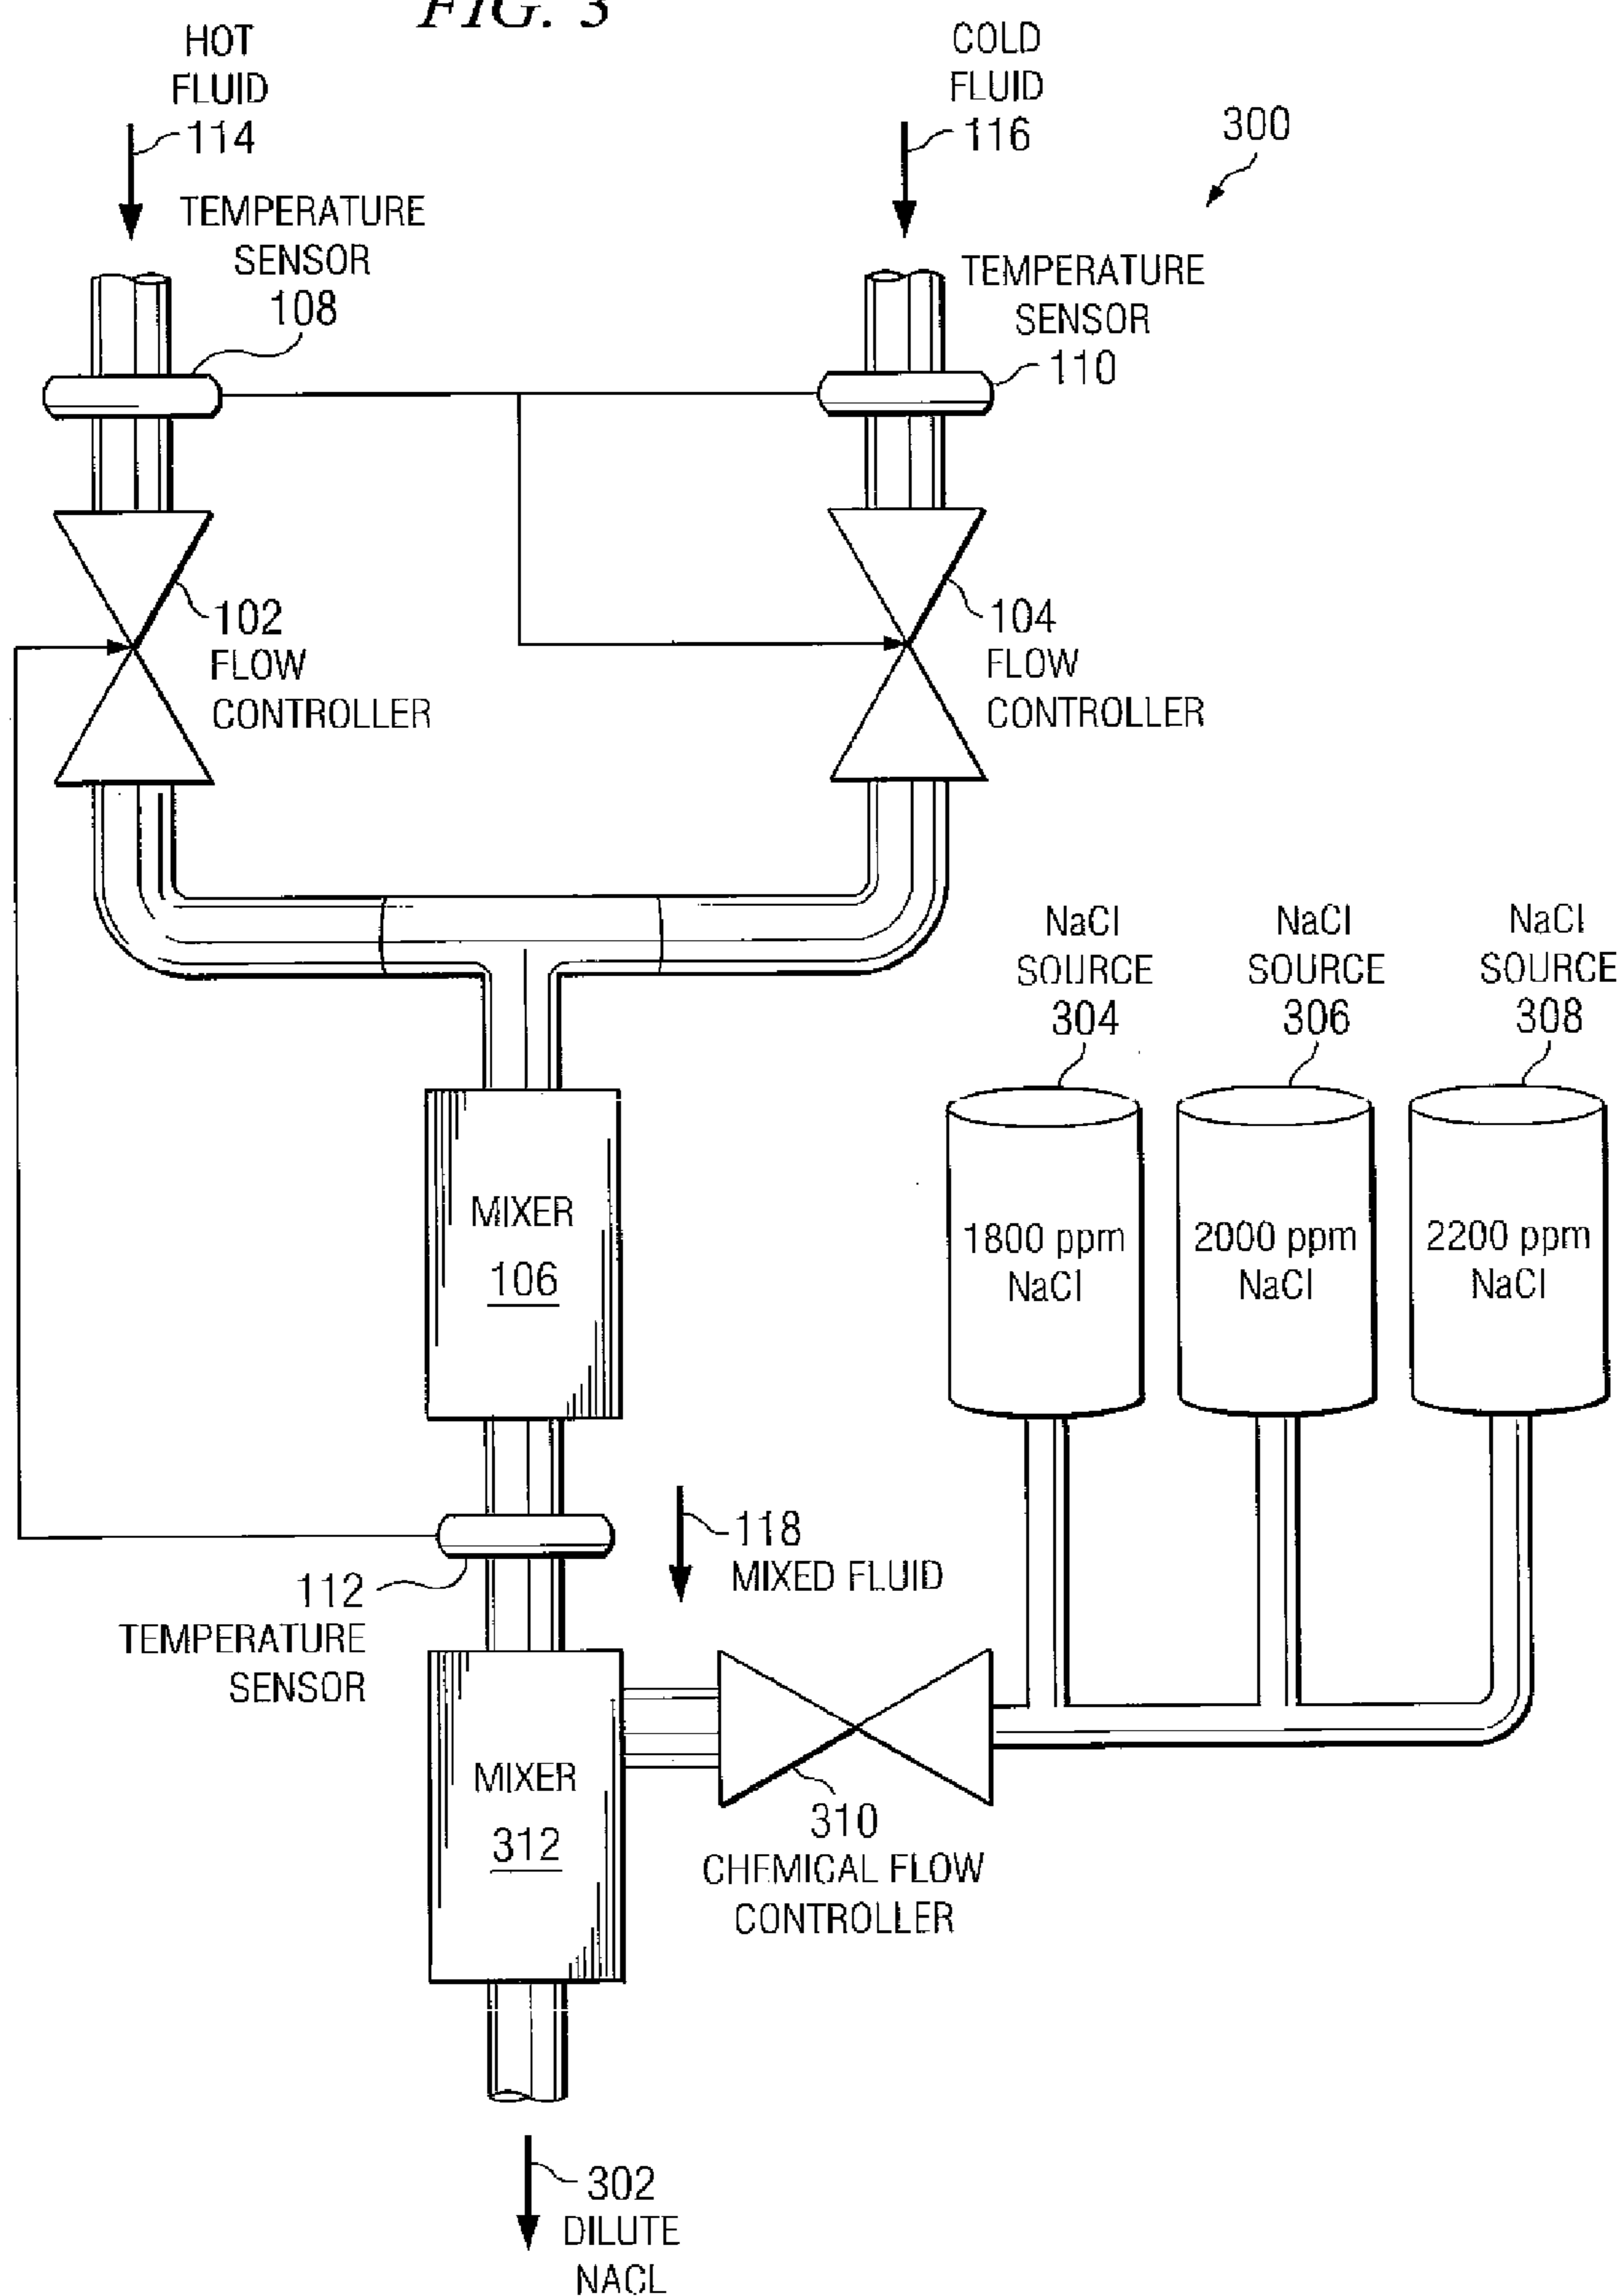 FIG. 3
HOT
FLUID
114
COLD
FLUID
116
300
TEMPERATURE
SENSOR
108
TEMPERATURE
SENSOR
110
102
FLOW
CONTROLLER
104
FLOW
CONTROLLER
NaCl
SOURCE
304
NaCl
SOURCE
306
NaCl
SOURCE
308
MIXER
106
1800 ppm
NaCl
2000 ppm
NaCl
2200 ppm
NaCl
118
MIXED FLUID
112
TEMPERATURE
SENSOR
MIXER
312
310
CHEMICAL FLOW
CONTROLLER
302
DILUTE
NACL